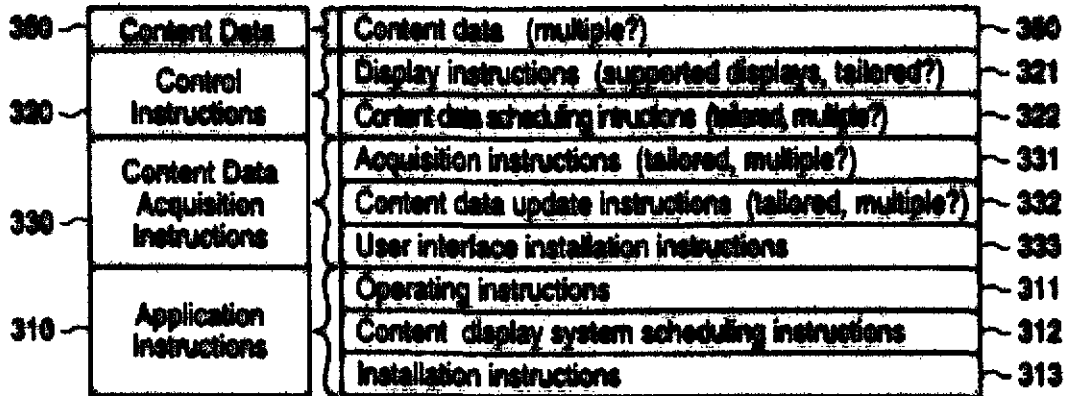 350 Content Data Content data (multiple?) 350
320 Control Instructions
Display instructions (supported displays, tailored?) 321
Content data scheduling intructions (tailored, multiple?) 322
330 Content Data Acquisition Instructions
Acquisition instructions (tailored, multiple?) 331
Content data update instructions (tailored, multiple?) 332
User interface installation instructions 333
310 Application Instructions
Operating instructions 311
Content display system scheduling instructions 312
Installation instructions 313